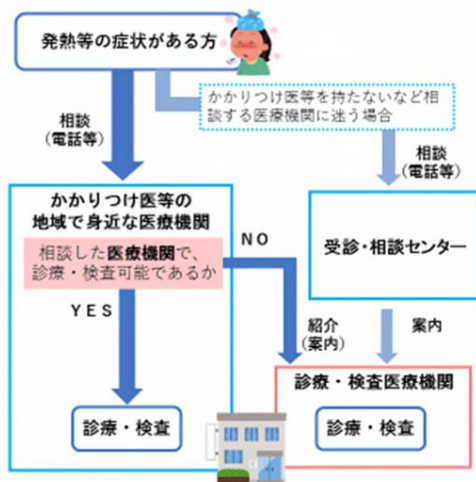 発熱等の症状がある方
かかりつけ医等を持たないなど相
談する医療機関に迷う場合
相談
(電話等)
相談
(電話等)
かかりつけ医等の
地域で身近な医療機関
相談した医療機関で、
診療・検査可能であるか
NO
YES
受診・相談センター
紹介
(案内)
案内
診療・検査医療機関
診療・検査
診療・検査